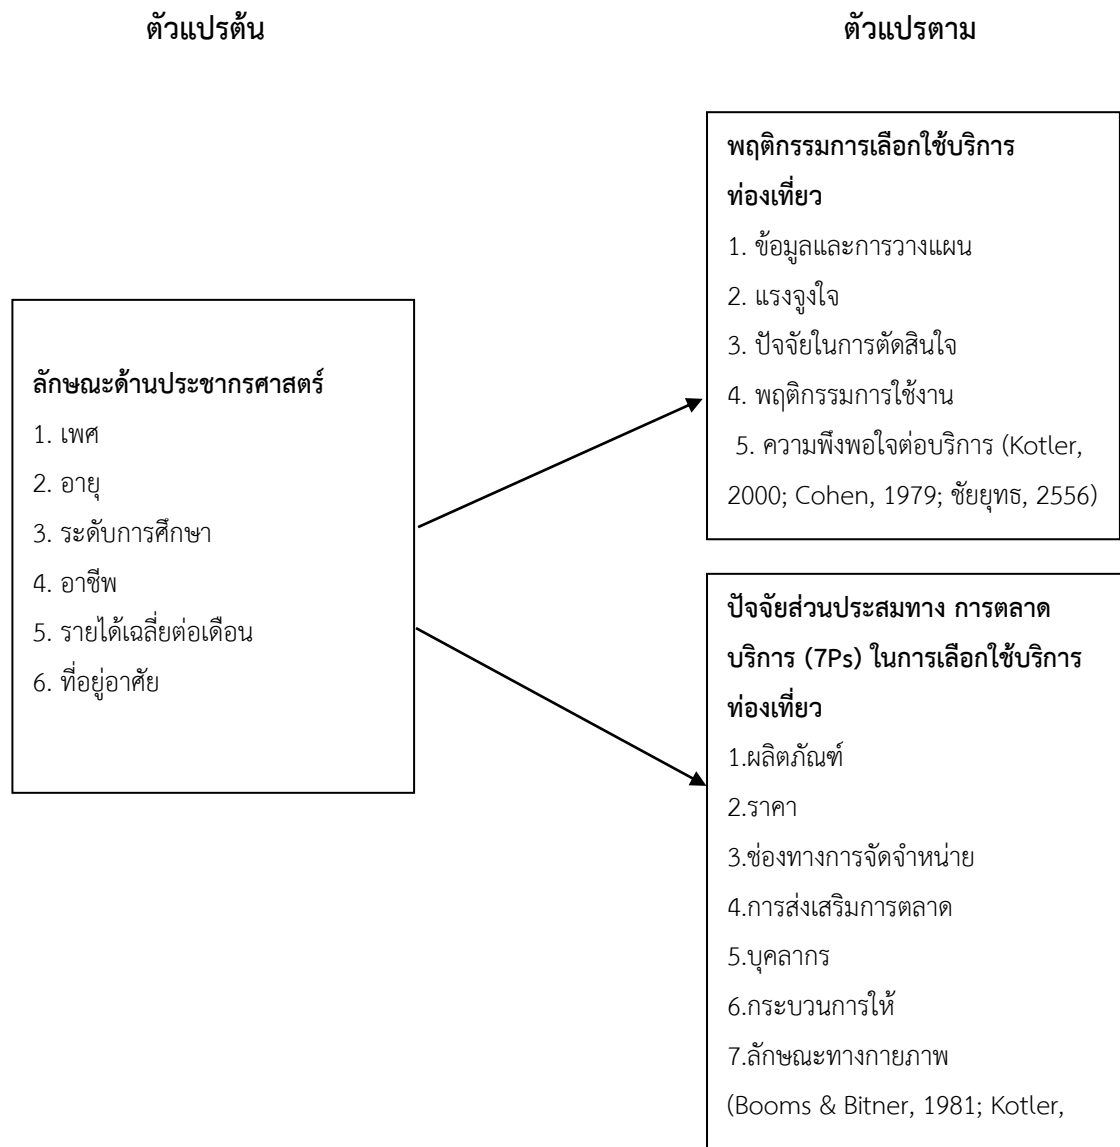 ตัวแปรต้น
ตัวแปรตาม
ลักษณะด้านประชากรศาสตร์
1. เพศ
2. อายุ
3. ระดับการศึกษา
4. อาชีพ
5. รายได้เฉลี่ยต่อเดือน
6. ที่อยู่อาศัย
พฤติกรรมการเลือกใช้บริการ
ท่องเที่ยว
1. ข้อมูลและการวางแผน
2. แรงจูงใจ
3. ปัจจัยในการตัดสินใจ
4. พฤติกรรมการใช้งาน
5. ความพึงพอใจต่อบริการ (Kotler,
2000; Cohen, 1979; ชัยยุทธ, 2556)
ปัจจัยส่วนประสมทาง การตลาด
บริการ (7Ps) ในการเลือกใช้บริการ
ท่องเที่ยว
1.ผลิตภัณฑ์
2.ราคา
3.ช่องทางการจัดจำหน่าย
4.การส่งเสริมการตลาด
5.บุคลากร
6.กระบวนการให้
7.ลักษณะทางกายภาพ
(Booms & Bitner, 1981; Kotler,